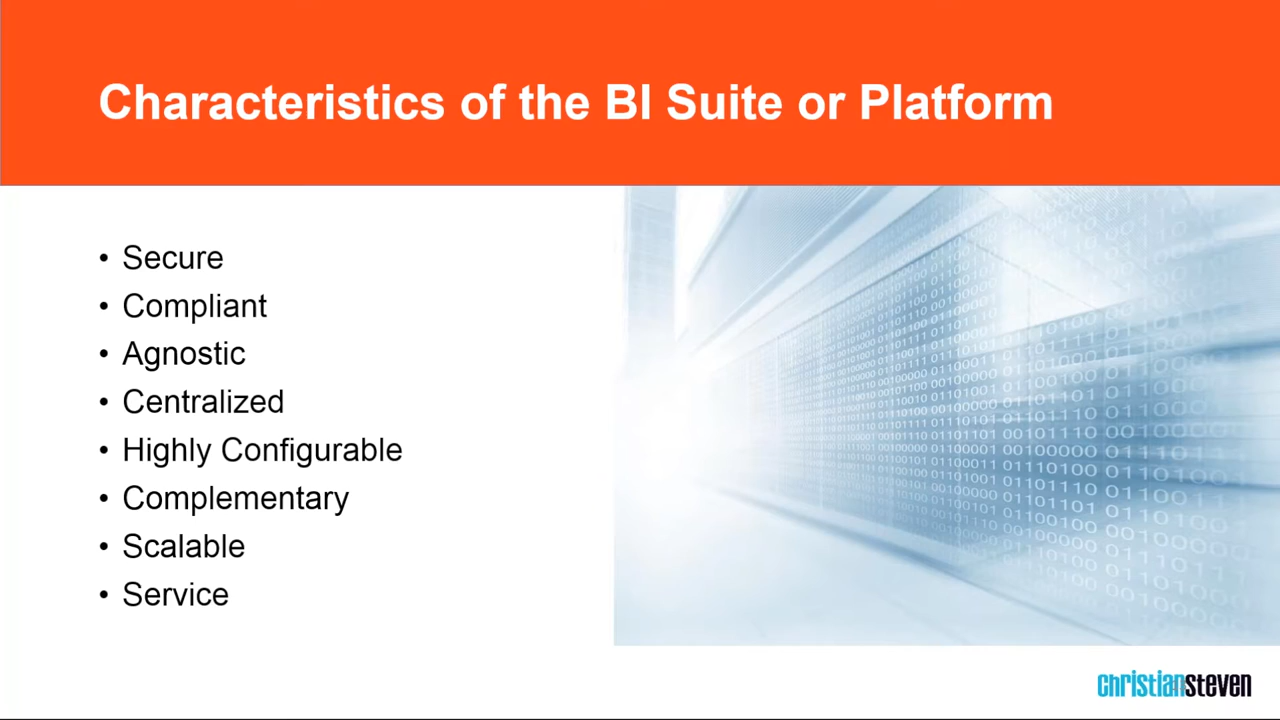 Characteristics of the BI Suite or Platform
• Secure
• Compliant
• Agnostic
• Centralized
• Highly Configurable
• Complementary
• Scalable
• Service
christiansteven